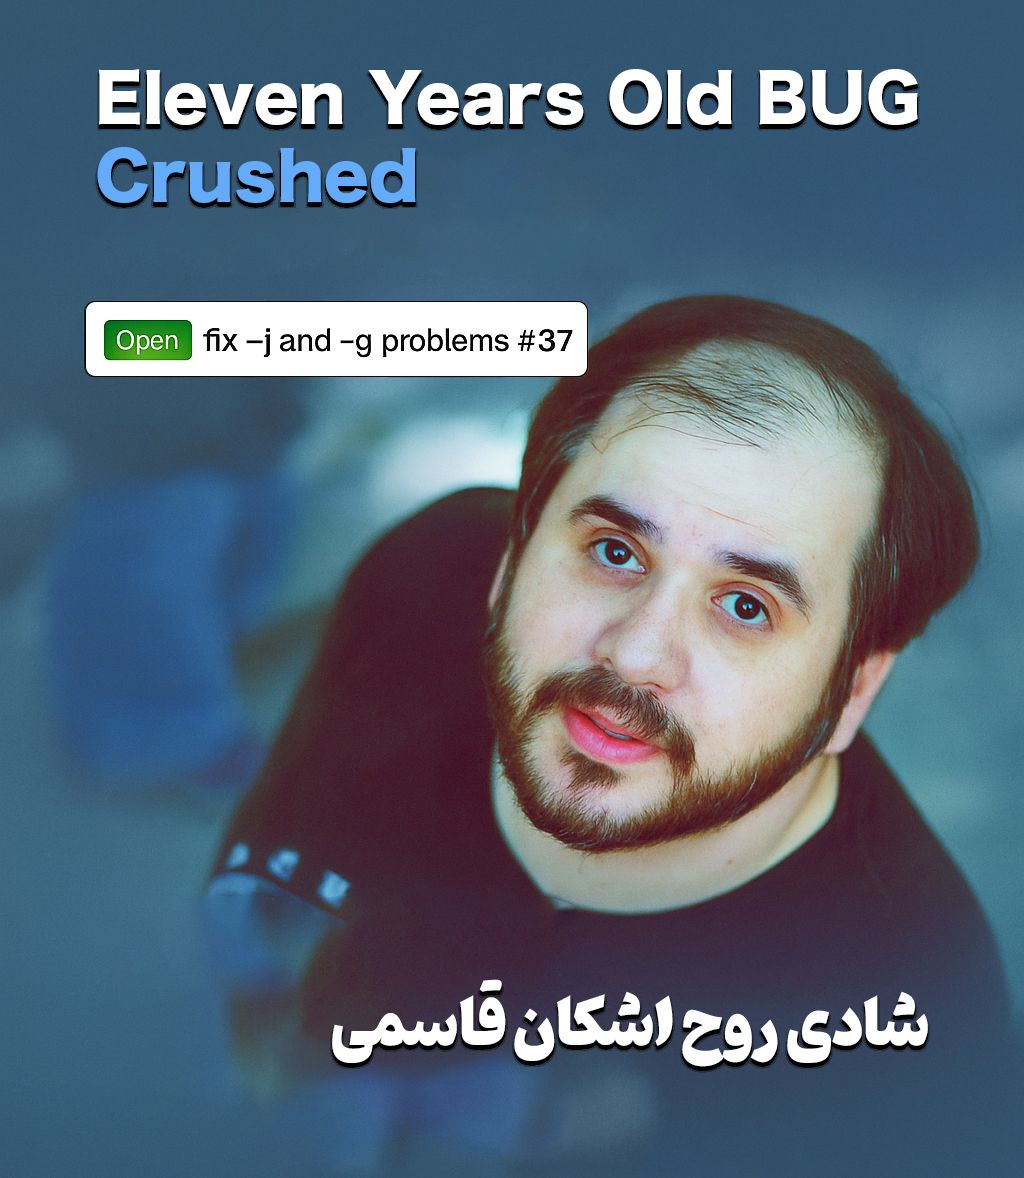 Eleven Years Old BUG
Crushed
Open fix –j and –g problems #37
شادی روح اشکان قاسمی